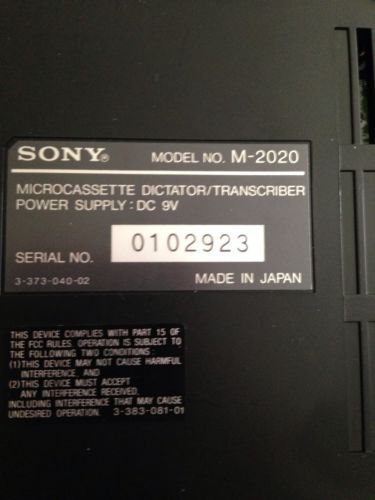 SONY® MODEL NO. M-2020
MICROCASSETTE DICTATOR/TRANSCRIBER
POWER SUPPLY : DC 9V
SERIAL NO. 0102923
3-373-040-02 MADE IN JAPAN
THIS DEVICE COMPLIES WITH PART 15 OF
THE FCC RULES OPERATION IS SUBJECT TO
THE FOLLOWING TWO CONDITIONS :
(1)THIS DEVICE MAY NOT CAUSE HARMFUL
INTERFERENCE, AND
(2)THIS DEVICE MUST ACCEPT
ANY INTERFERENCE RECEIVED,
INCLUDING INTERFERENCE THAT MAY CAUSE
UNDESIRED OPERATION. 3-383-081-01